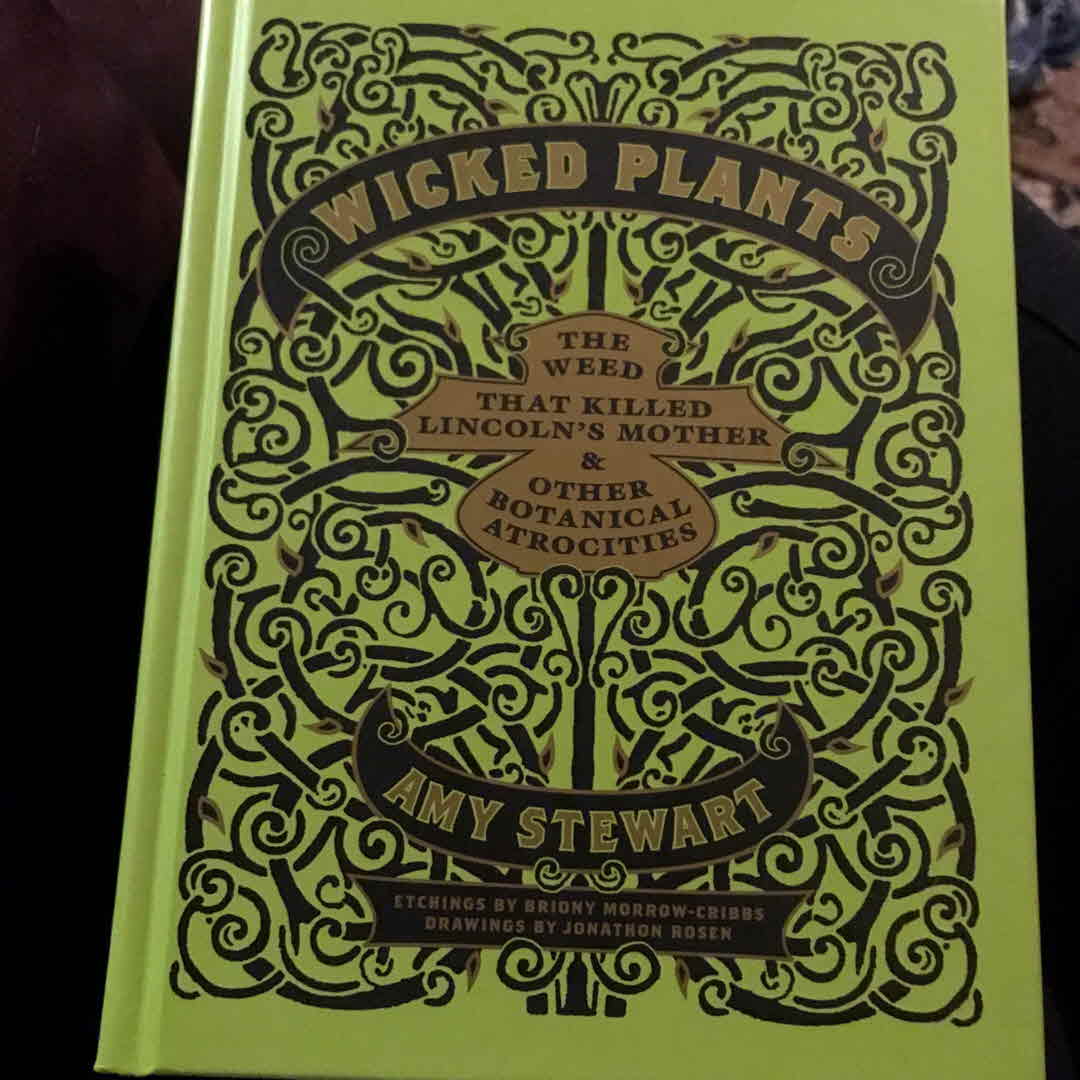 WICKED PLANTS
THE
WEED
THAT KILLED
LINCOLN'S MOTHER
&
OTHER
BOTANICAL
ATROCITIES
AMY STEWART
ETCHINGS BY BRIONY MORROW-CRIBBS
DRAWINGS BY JONATHON ROSEN